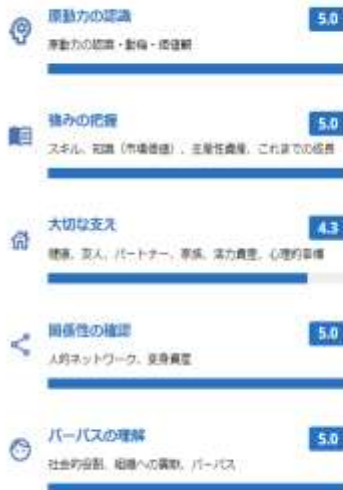 原動力の認識
5.0
原動力の認識・動機・価値観
強みの把握
5.0
スキル、知識（市場価値）、生産性資産、これまでの成長
大切な支え
4.3
健康、友人、パートナー、家族、活力資産、心理的幸福
関係性の確認
5.0
人的ネットワーク、変身資産
パーパスの理解
5.0
社会的役割、組織への貢献、パーパス